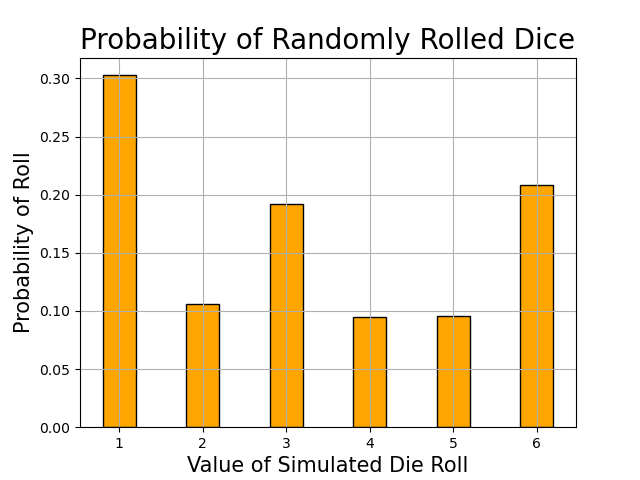 Probability of Randomly Rolled Dice
0.30
0.25
0.20
0.15
0.10
0.05
0.00
Probability of Roll
1 2 3 4 5 6
Value of Simulated Die Roll